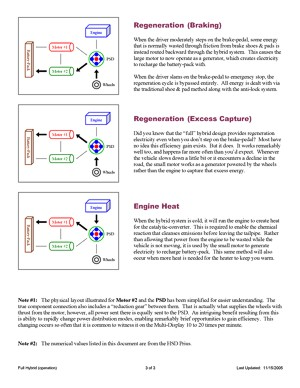 Regeneration (Braking)
When the driver moderately steps on the brake-pedal, some energy
that is normally wasted through friction from brake shoes & pads is
instead routed backward through the hybrid system. This causes the
large motor to now operate as a generator, which creates electricity
to recharge the battery-pack with.
When the driver slams on the brake-pedal to emergency stop, the
regeneration cycle is bypassed entirely. All energy is dealt with via
the traditional shoe & pad method along with the anti-lock system.
Engine
Motor #1
PSD
Motor #2
Battery-Pack
Wheels
Regeneration (Excess Capture)
Did you know that the "full" hybrid design provides regeneration
electricity even when you don't step on the brake-pedal? Most have
no idea this efficiency gain exists. But it does. It works remarkably
well too, and happens far more often than you'd expect. Whenever
the vehicle slows down a little bit or it encounters a decline in the
road, the small motor works as a generator powered by the wheels
rather than the engine to capture that excess energy.
Engine
Motor #1
PSD
Motor #2
Battery-Pack
Wheels
Engine Heat
When the hybrid system is cold, it will run the engine to create heat
for the catalytic-converter. This is required to enable the chemical
reaction that cleanses emissions before leaving the tailpipe. Rather
than allowing that power from the engine to be wasted while the
vehicle is not moving, it is used by the small motor to generate
electricity to recharge battery-pack. This same method will also
occur when more heat is needed for the heater to keep you warm.
Engine
Motor #1
PSD
Motor #2
Battery-Pack
Wheels
Note #1: The physical layout illustrated for Motor #2 and the PSD has been simplified for easier understanding. The
true component connection also includes a "reduction gear" between them. That is actually what supplies the wheels with
thrust from the motor, however, all power sent there is equally sent to the PSD. An intriguing benefit from this
is ability to rapidly change power distribution modes, enabling remarkably brief opportunities to gain efficiency. This
changing occurs so often that it is common to witness it on the Multi-Display 10 to 20 times per minute.
Note #2: The numerical values listed in this document are from the HSD Prius.
Full Hybrid (operation)
2 of 2
Last Updated: 11/15/2005